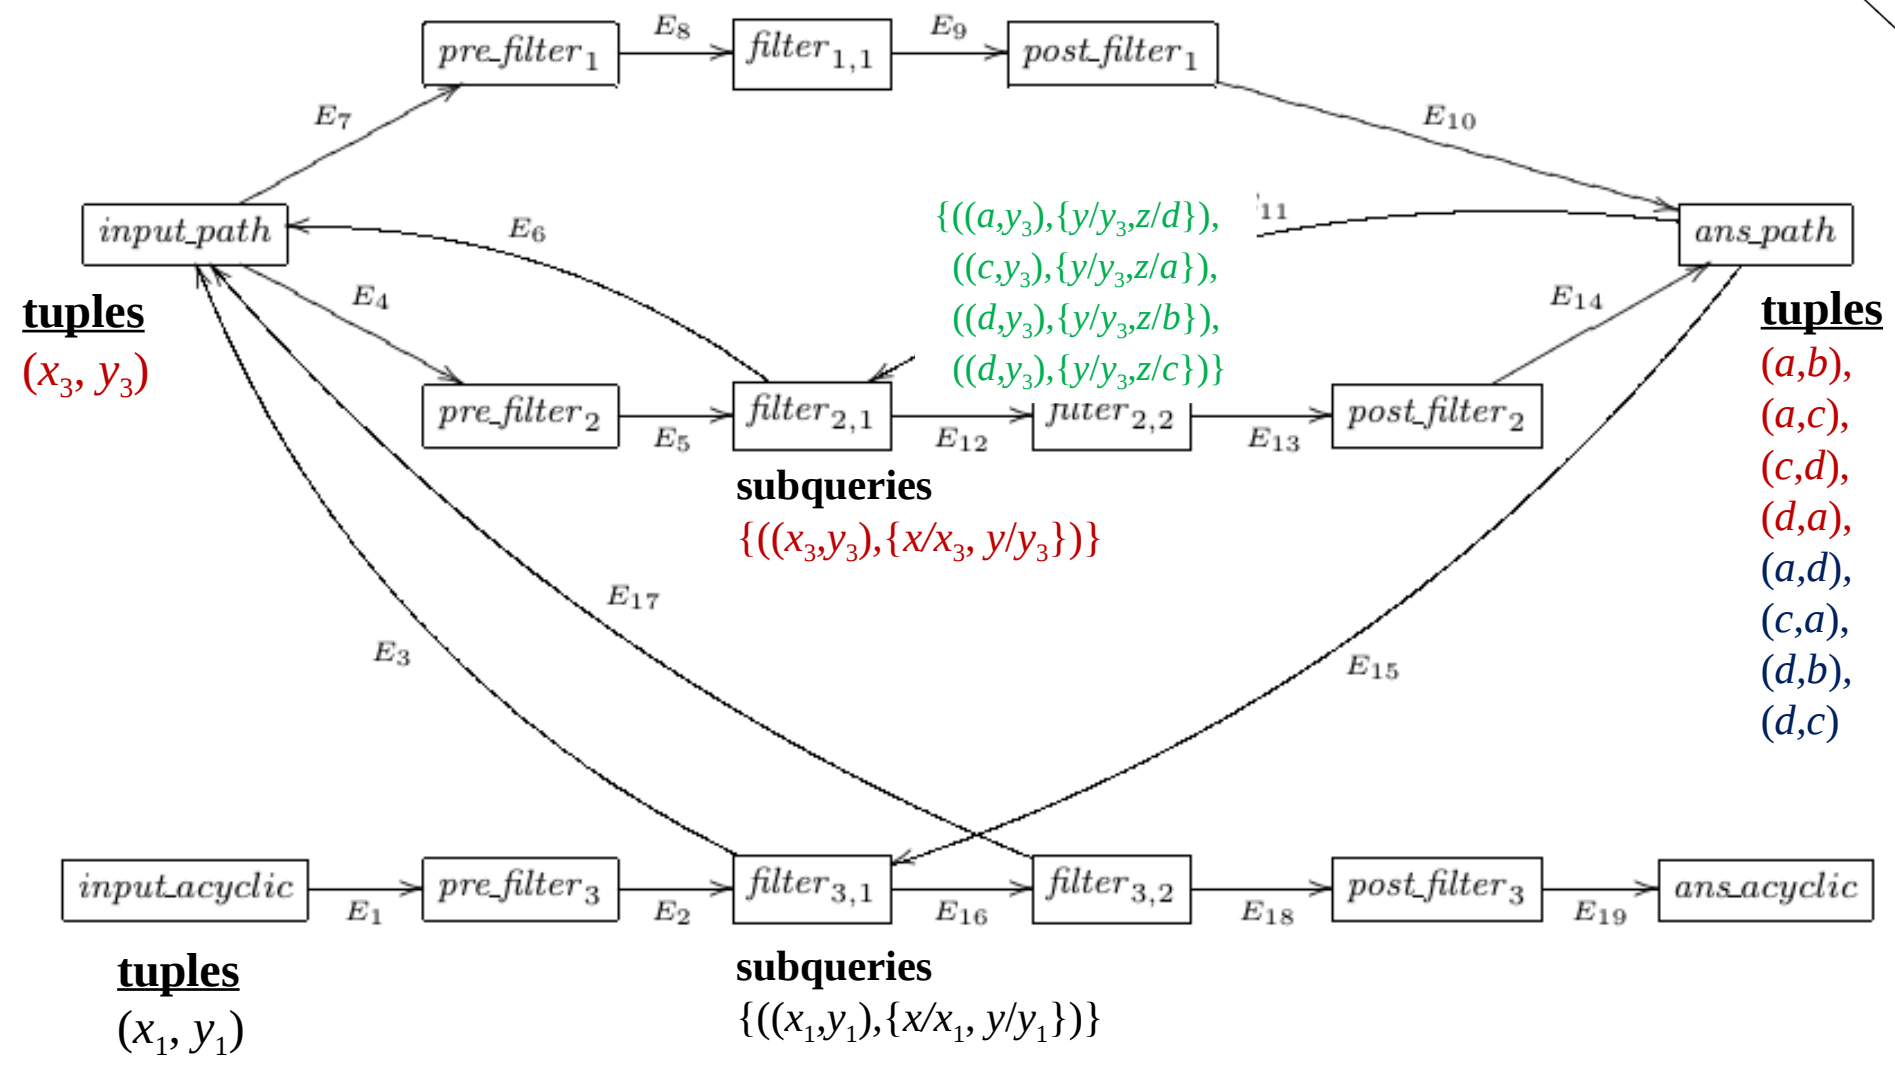 E8
E9
pre_filter1
filter1,1
post_filter1
E7
E10
{((a,y3),{y/y3,z/d}),
11
input_path
E6
ans_path
((c,y3),{y/y3,z/a}),
E4
E14
tuples
((d,y3),{y/y3,z/b}),
tuples
(x3, y3)
((d,y3),{y/y3,z/c})}
(a,b),
pre_filter2
filter2,1
filter2,2
post_filter2
(a,c),
E5
E12
E13
subqueries
(c,d),
{((x3,y3),{x/x3, y/y3})}
(d,a),
(a,d),
E17
(c,a),
E3
E15
(d,b),
(d,c)
input_acyclic
pre_filter3
filter3,1
filter3,2
post_filter3
ans_acyclic
E1
E2
E16
E18
E19
tuples
subqueries
(x1, y1)
{((x1,y1),{x/x1, y/y1})}